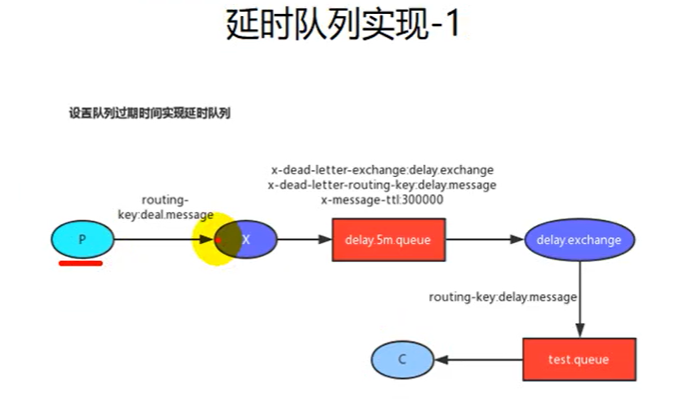 延时队列实现-1
设置队列过期时间实现延时队列
x-dead-letter-exchange:delay.exchange
x-dead-letter-routing-key:delay.message
x-message-ttl:300000
routing-
key:deal.message
P
X
delay.5m.queue
delay.exchange
routing-key:delay.message
C
test.queue